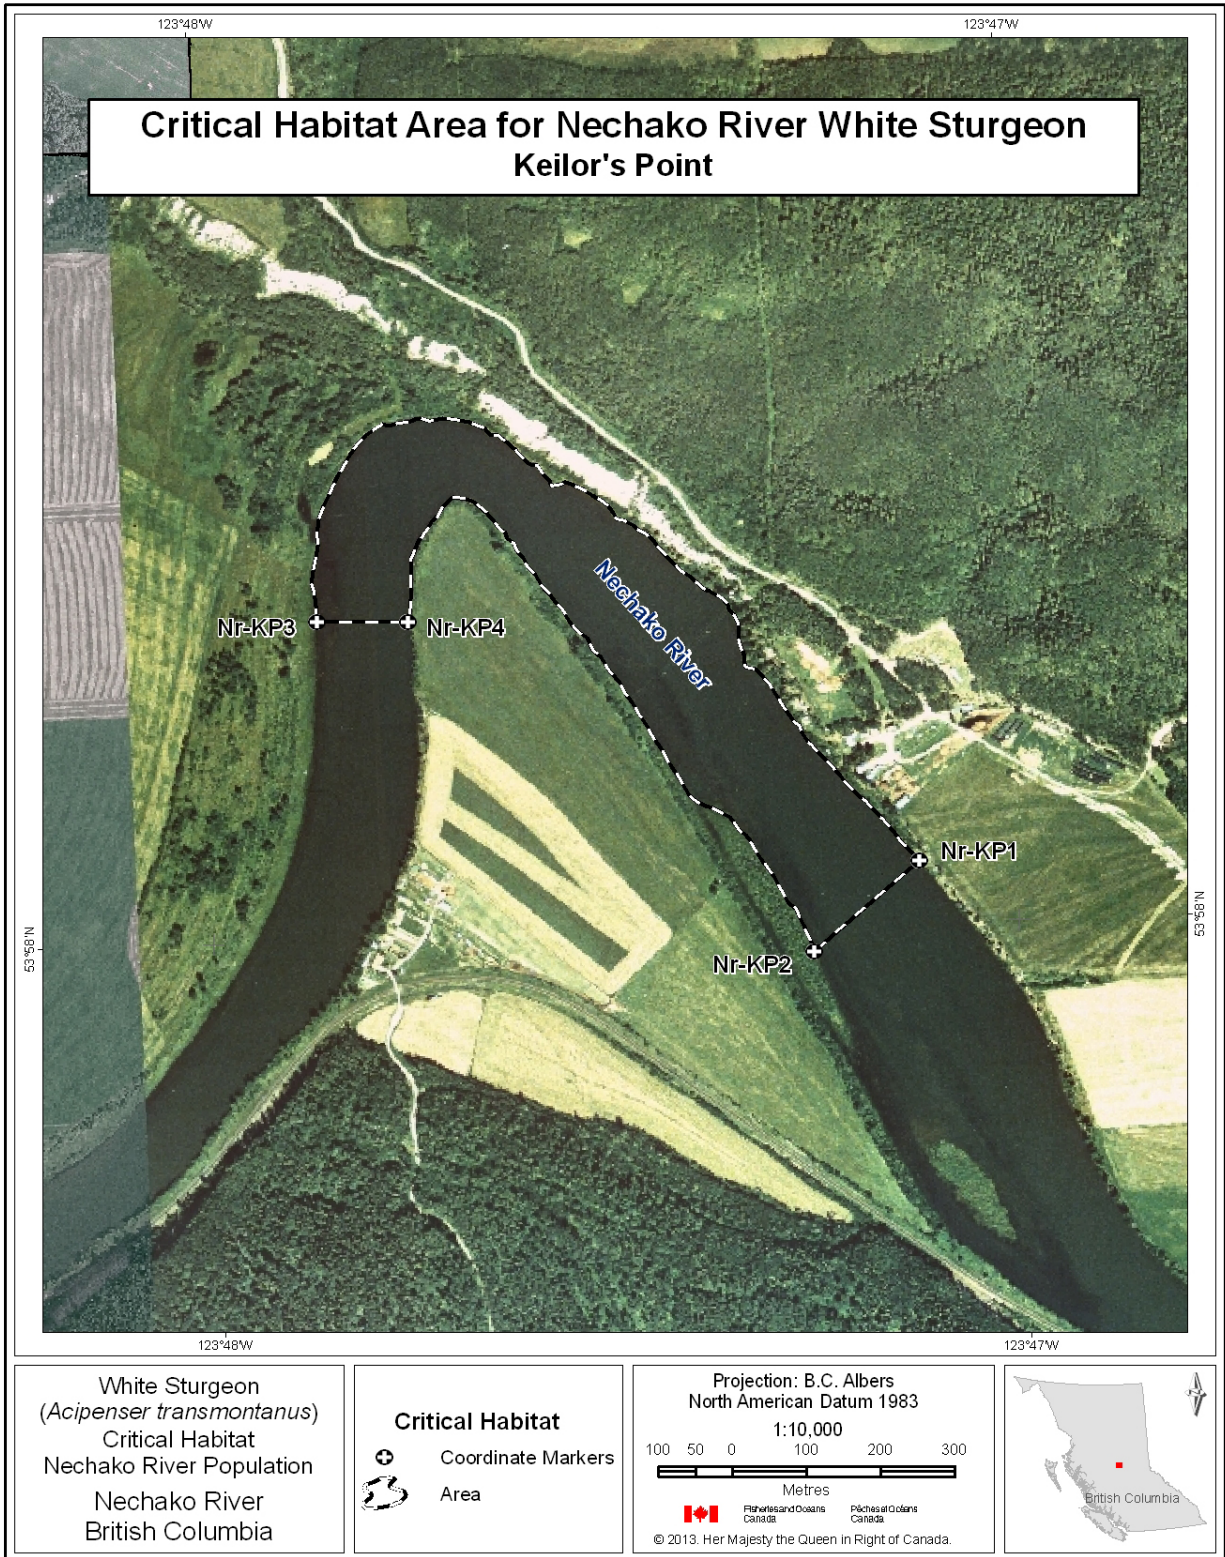 123°48'W
123°47'W
Critical Habitat Area for Nechako River White Sturgeon
Keilor's Point
Nechako River
Nr-KP3
Nr-KP4
Nr-KP1
Nr-KP2
53°58'N
53°58'N
123°48'W
123°47'W
White Sturgeon
(Acipenser transmontanus)
Critical Habitat
Nechako River Population
Nechako River
British Columbia
Critical Habitat
Coordinate Markers
Area
Projection: B.C. Albers
North American Datum 1983
1:10,000
100 50 0 100 200 300
Metres
Fisheries and Oceans
Canada
Pêches et Océans
Canada
© 2013. Her Majesty the Queen in Right of Canada.
British Columbia